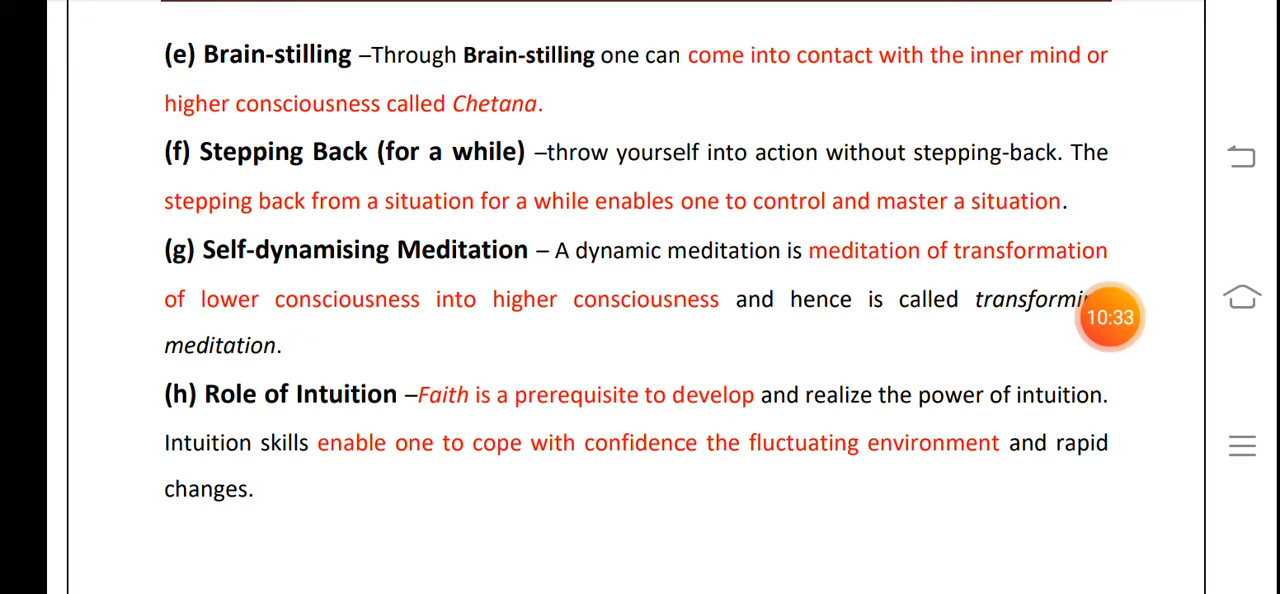 (e) Brain-stilling –Through Brain-stilling one can come into contact with the inner mind or
higher consciousness called Chetana.
(f) Stepping Back (for a while) –throw yourself into action without stepping-back. The
stepping back from a situation for a while enables one to control and master a situation.
(g) Self-dynamising Meditation – A dynamic meditation is meditation of transformation
of lower consciousness into higher consciousness and hence is called
10:33
meditation.
(h) Role of Intuition –Faith is a prerequisite to develop and realize the power of intuition.
Intuition skills enable one to cope with confidence the fluctuating environment and rapid
changes.